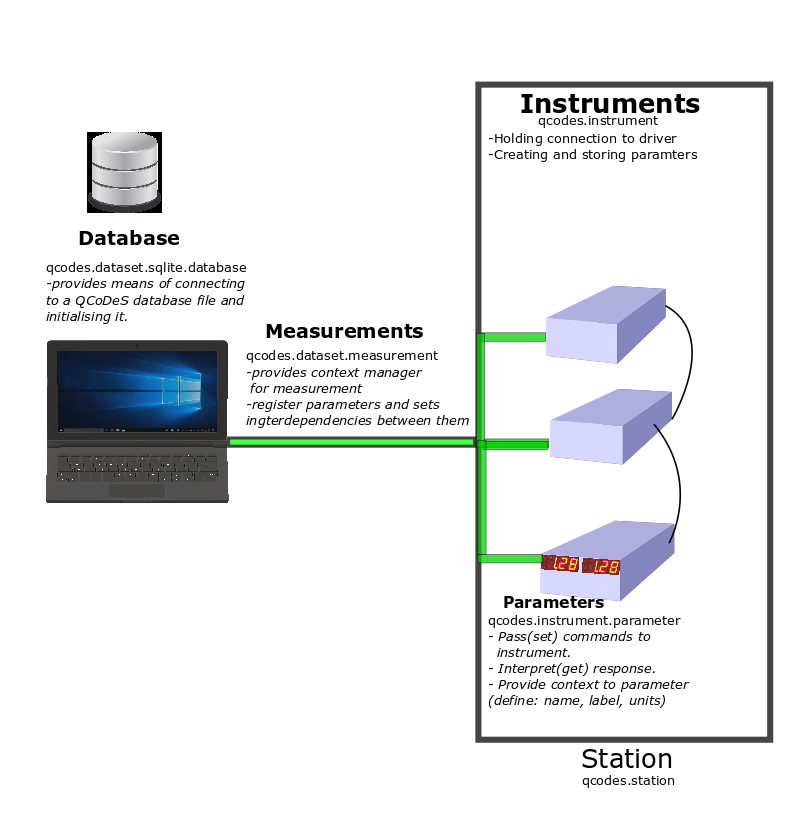 Instruments
qcodes.instrument
-Holding connection to driver
-Creating and storing paramters
Database
qcodes.dataset.sqlite.database
-provides means of connecting
to a QCoDeS database file and
initialising it.
Measurements
qcodes.dataset.measurement
-provides context manager
for measurement
-register parameters and sets
ingterdependencies between them
Parameters
qcodes.instrument.parameter
- Pass(set) commands to
instrument.
- Interpret(get) response.
- Provide context to parameter
(define: name, label, units)
Station
qcodes.station